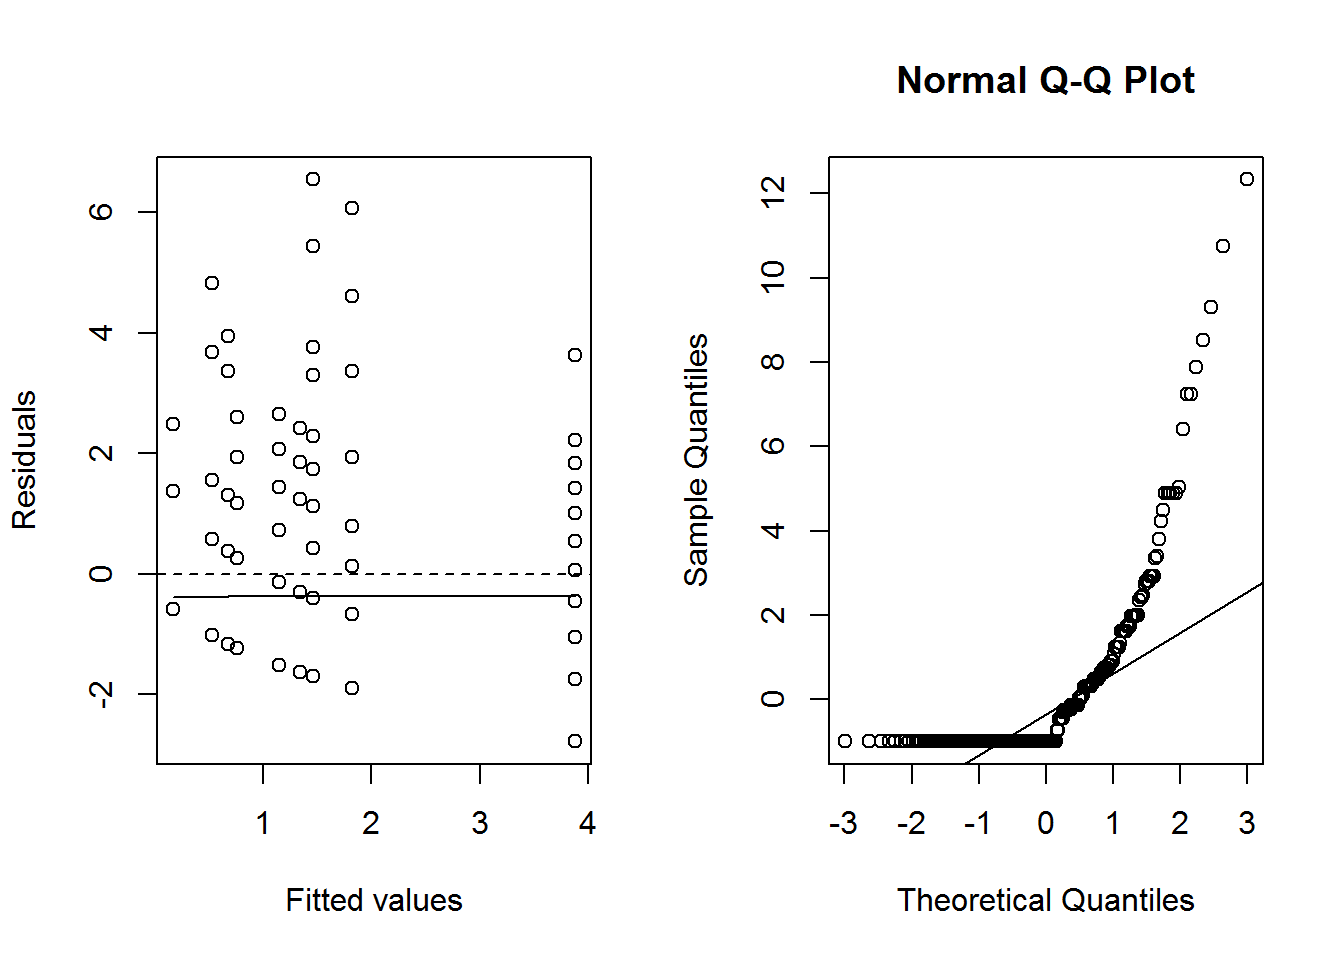 Normal Q-Q Plot
Residuals
6
4
2
0
-2
1 2 3 4
Fitted values
Sample Quantiles
12
10
8
6
4
2
0
-3 -2 -1 0 1 2 3
Theoretical Quantiles